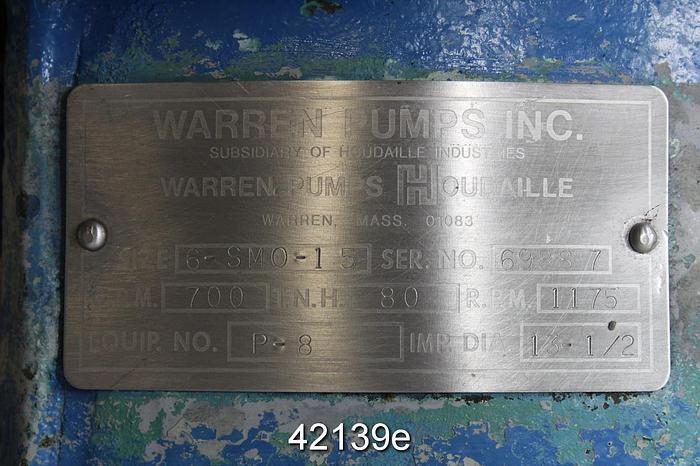 WARREN PUMPS INC.
SUBSIDIARY OF HOUDAILLE INDUSTRIES
WARREN PUMPS HOUDAILLE
WARREN, MASS. 01083
6-SMO-15 SER. NO.
M. 700 T.N.H. 80 R.P.M. 1175
EQUIP. NO. P-8 IMP. DIA. 13-1/2
42139e